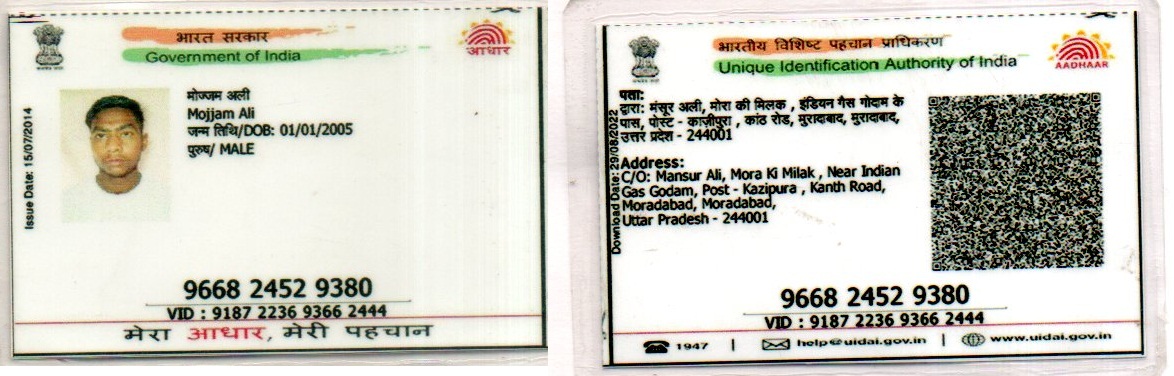 भारत सरकार
Government of India
आधार
Issue Date: 15/07/2014
मोज्जम अली
Mojjam Ali
जन्म तिथि/DOB: 01/01/2005
पुरुष/ MALE
9668 2452 9380
VID : 9187 2236 9366 2444
मेरा आधार, मेरी पहचान
भारतीय विशिष्ट पहचान प्राधिकरण
Unique Identification Authority of India
AADHAAR
Download Date: 29/08/2022
पता:
द्वारा: मंसूर अली, मोरा की मिलक , इंडियन गैस गोदाम के
पास, पोस्ट - काज़ीपुरा , कांठ रोड, मुरादाबाद, मुरादाबाद,
उत्तर प्रदेश - 244001
Address:
C/O: Mansur Ali, Mora Ki Milak , Near Indian
Gas Godam, Post - Kazipura , Kanth Road,
Moradabad, Moradabad,
Uttar Pradesh - 244001
9668 2452 9380
VID : 9187 2236 9366 2444
1947 | help@uidai.gov.in | www.uidai.gov.in